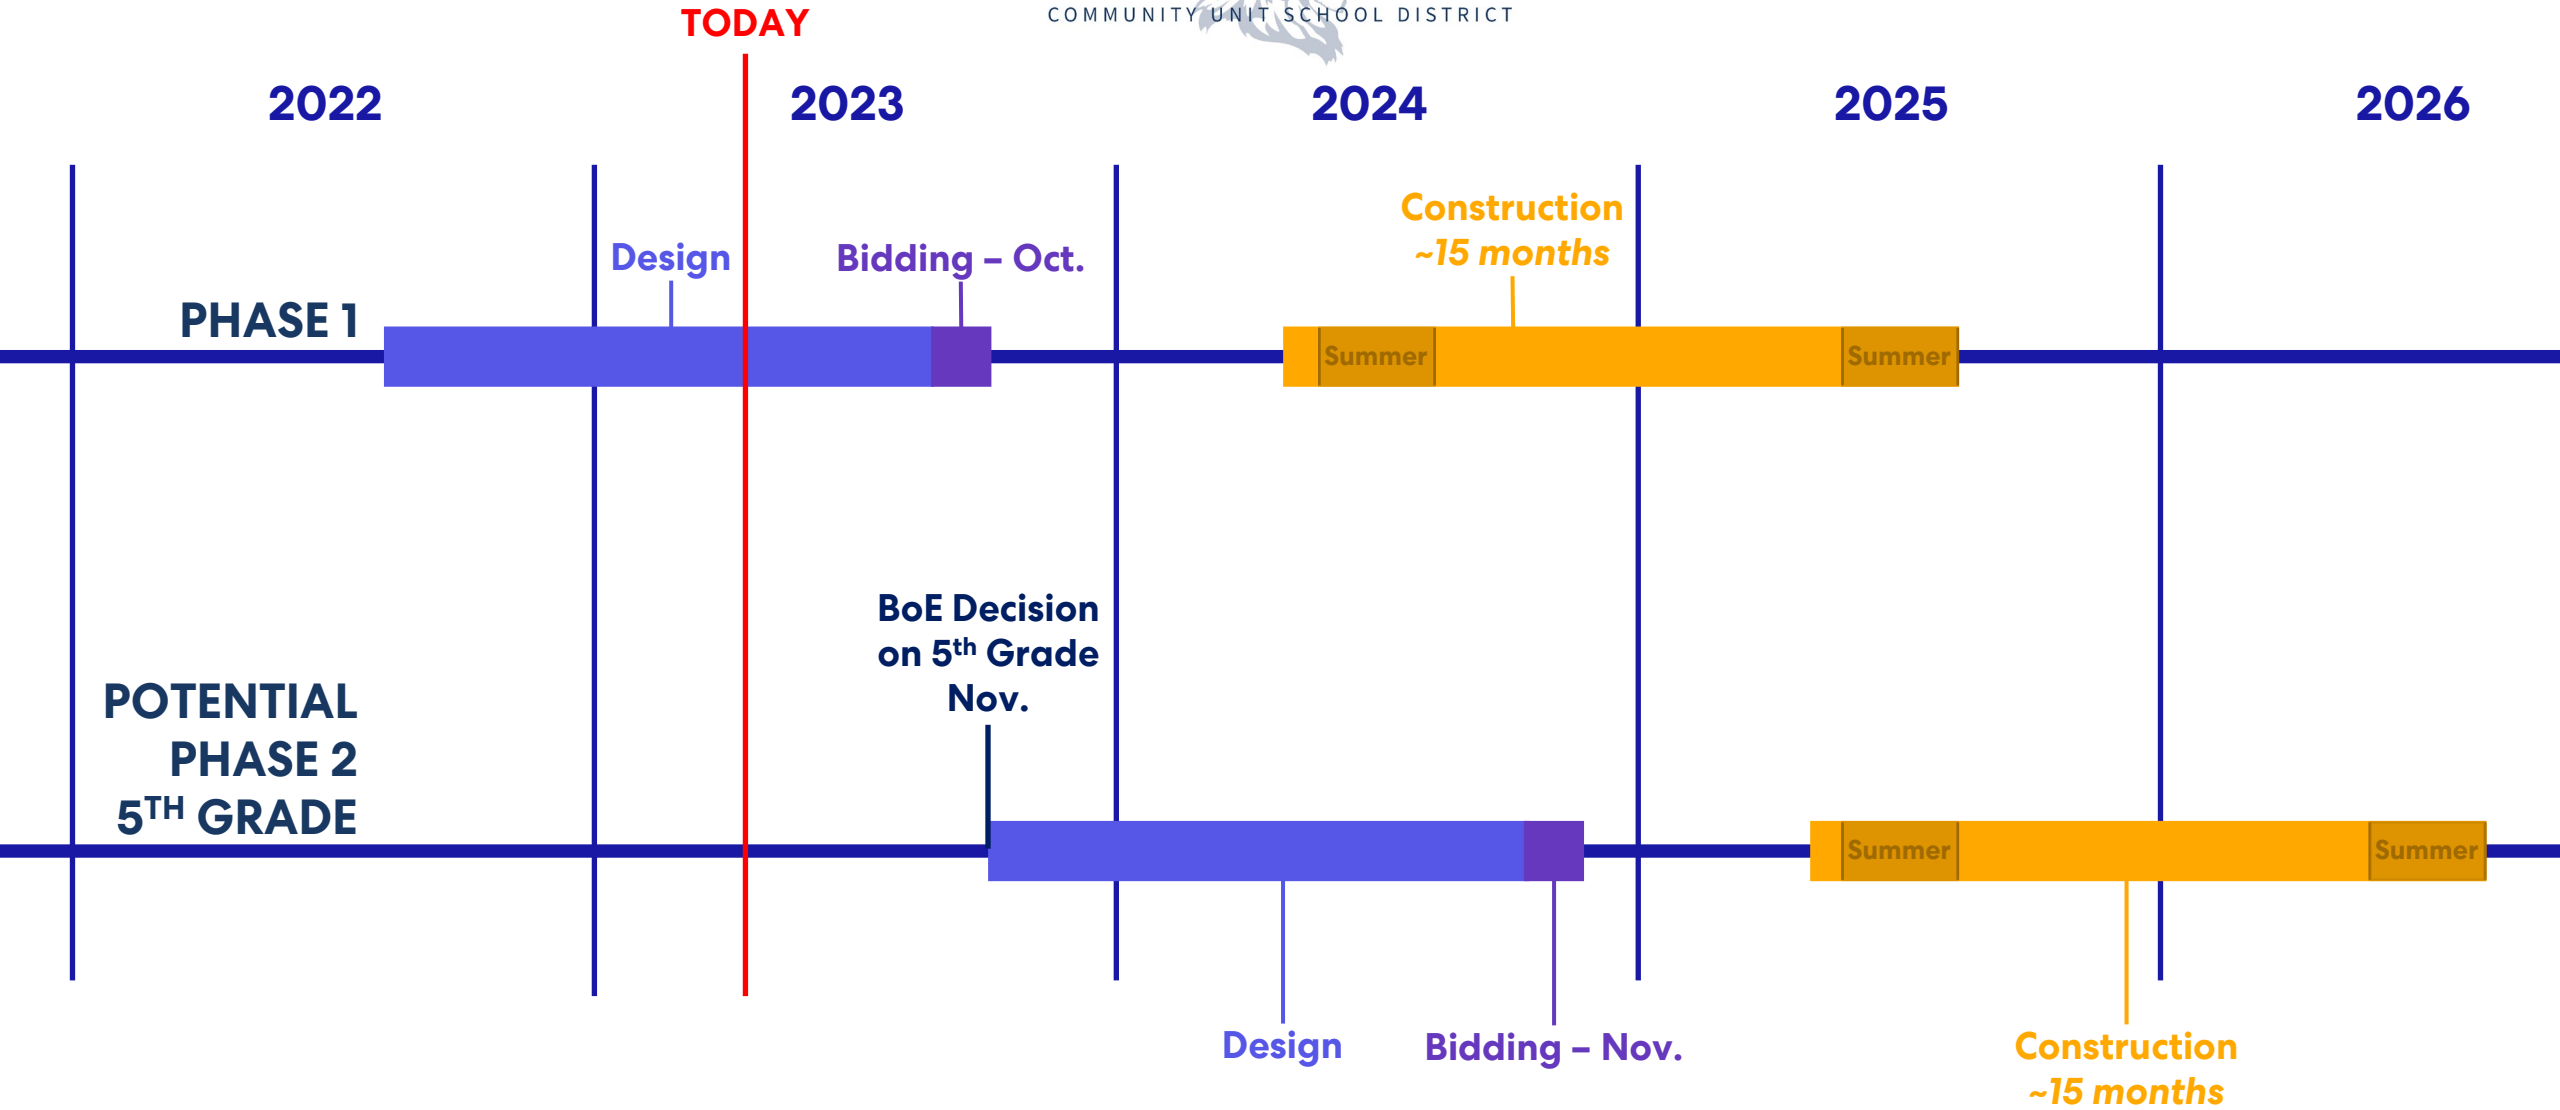 TODAY
COMMUNITY UNIT SCHOOL DISTRICT
2022
2023
2024
2025
2026
Construction
~15 months
Design
Bidding – Oct.
PHASE 1
Summer
Summer
BoE Decision
on 5th Grade
Nov.
POTENTIAL
PHASE 2
5TH GRADE
Summer
Summer
Design
Bidding – Nov.
Construction
~15 months